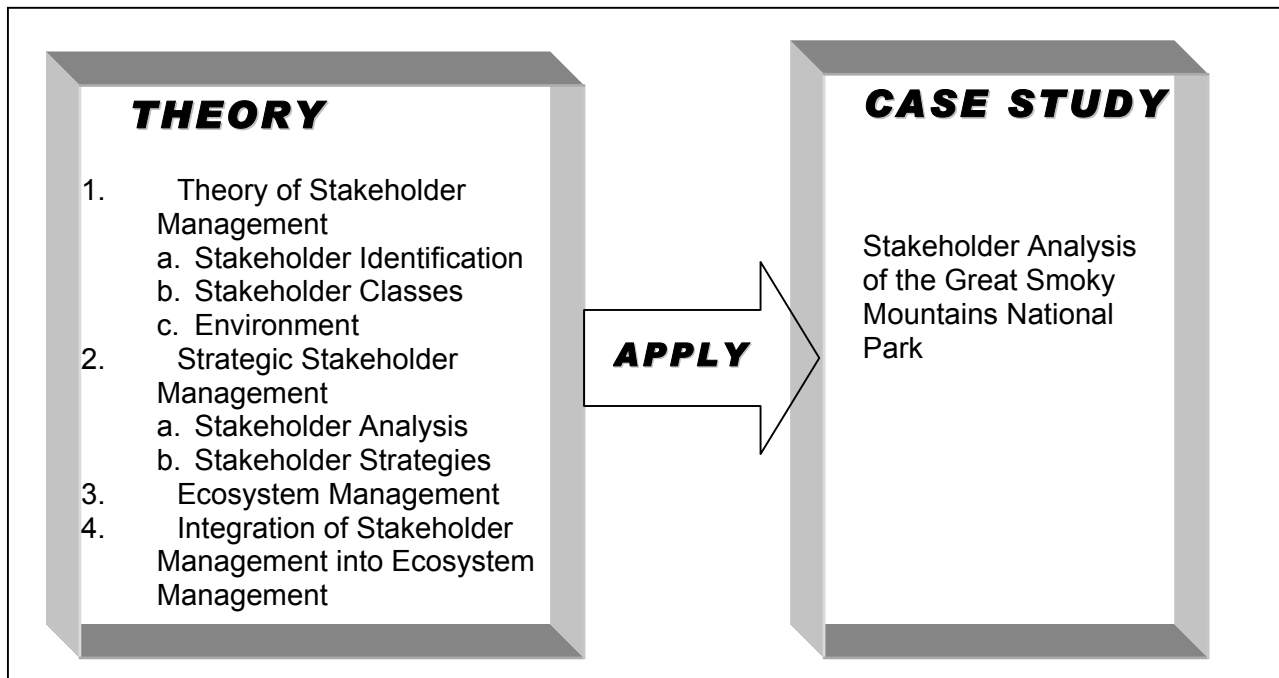 THEORY
1. Theory of Stakeholder
Management
a. Stakeholder Identification
b. Stakeholder Classes
c. Environment
2. Strategic Stakeholder
Management
a. Stakeholder Analysis
b. Stakeholder Strategies
3. Ecosystem Management
4. Integration of Stakeholder
Management into Ecosystem
Management
APPLY
CASE STUDY
Stakeholder Analysis
of the Great Smoky
Mountains National
Park